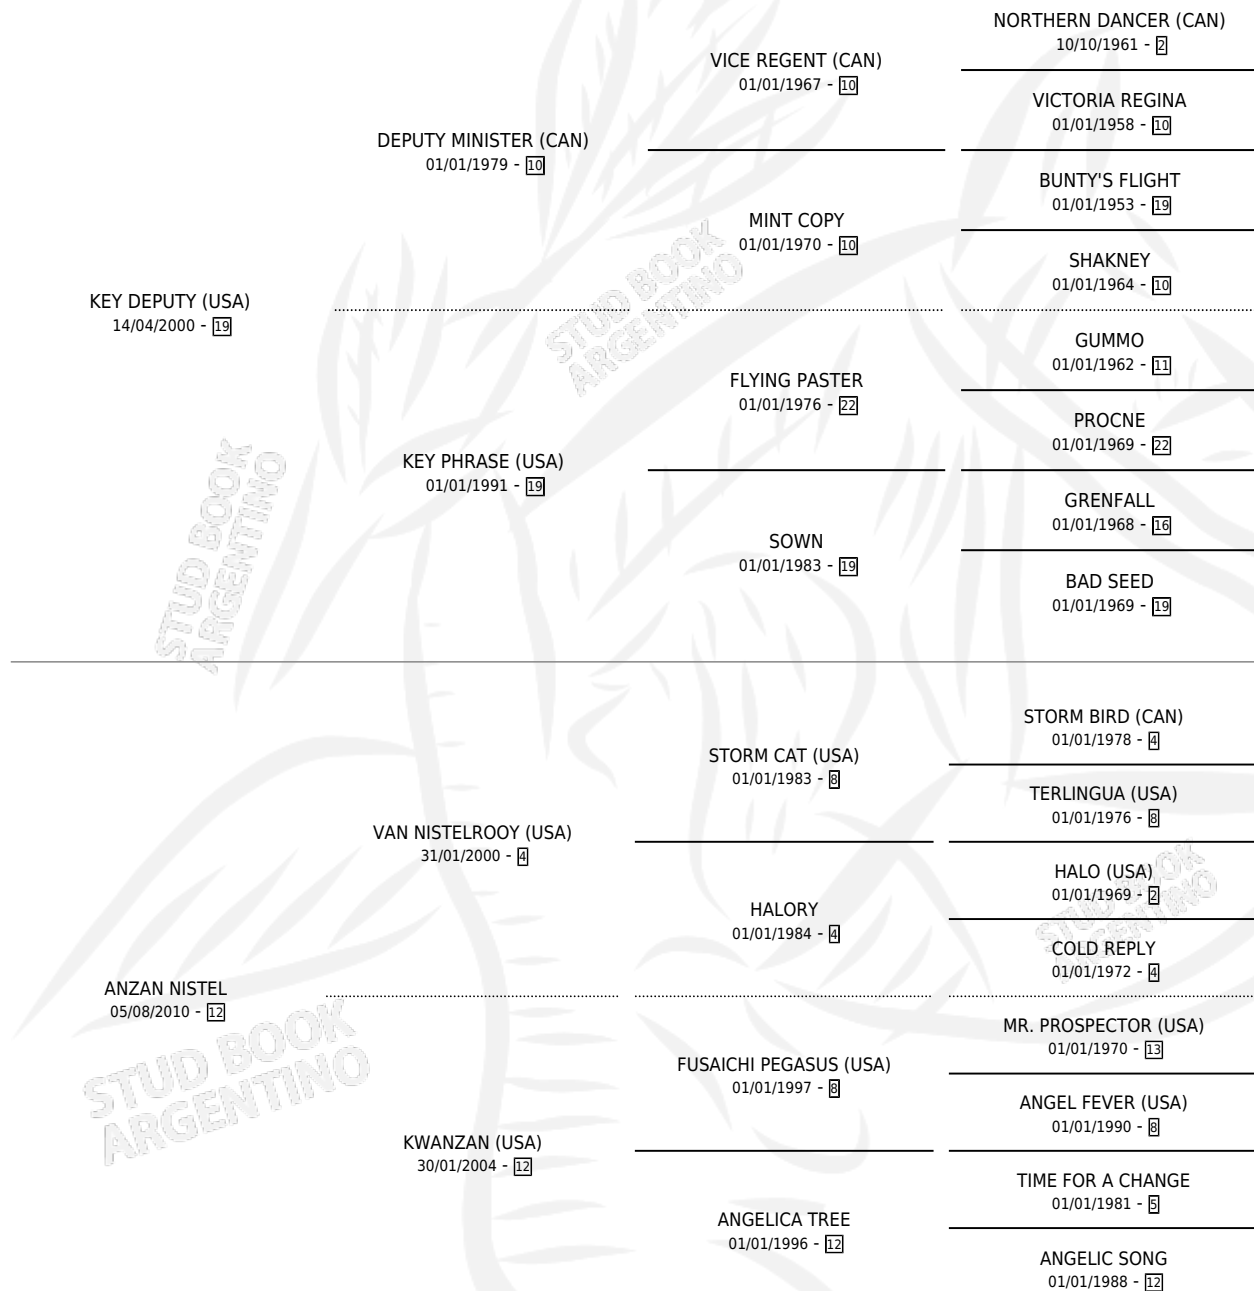 NORTHERN DANCER (CAN)
10/10/1961 - 2
VICE REGENT (CAN)
01/01/1967 - 10
VICTORIA REGINA
01/01/1958 - 10
DEPUTY MINISTER (CAN)
01/01/1979 - 10
BUNTY'S FLIGHT
01/01/1953 - 19
MINT COPY
01/01/1970 - 10
SHAKNEY
01/01/1964 - 10
KEY DEPUTY (USA)
14/04/2000 - 19
GUMMO
01/01/1962 - 11
FLYING PASTER
01/01/1976 - 22
PROCNE
01/01/1969 - 22
KEY PHRASE (USA)
01/01/1991 - 19
GRENFALL
01/01/1968 - 16
SOWN
01/01/1983 - 19
BAD SEED
01/01/1969 - 19
STORM BIRD (CAN)
01/01/1978 - 4
STORM CAT (USA)
01/01/1983 - 8
TERLINGUA (USA)
01/01/1976 - 8
VAN NISTELROOY (USA)
31/01/2000 - 4
HALO (USA)
01/01/1969 - 2
HALORY
01/01/1984 - 4
COLD REPLY
01/01/1972 - 4
ANZAN NISTEL
05/08/2010 - 12
MR. PROSPECTOR (USA)
01/01/1970 - 13
FUSAICHI PEGASUS (USA)
01/01/1997 - 8
ANGEL FEVER (USA)
01/01/1990 - 8
KWANZAN (USA)
30/01/2004 - 12
TIME FOR A CHANGE
01/01/1981 - 5
ANGELICA TREE
01/01/1996 - 12
ANGELIC SONG
01/01/1988 - 12
STUD BOOK
ARGENTINO
STUD BOOK
ARGENTINO
STUD BOOK
ARGENTINO
STUD BOOK
ARGENTINO